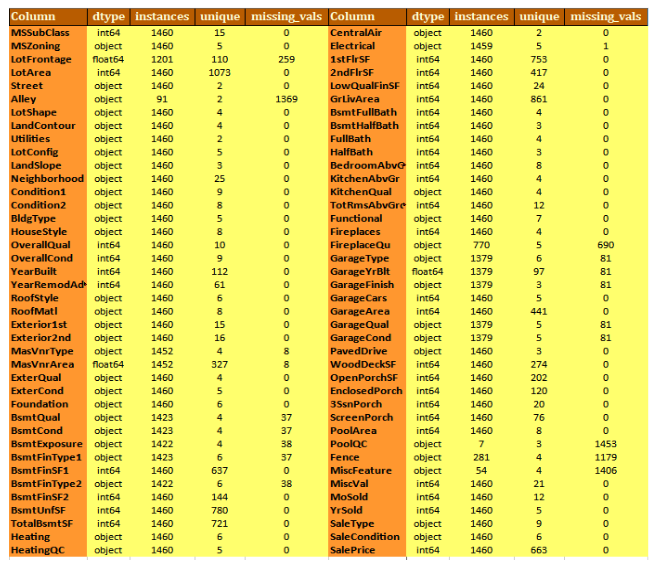 Column dtype instances unique missing_vals Column dtype instances unique missing_vals
MSSubClass int64 1460 15 0 CentralAir object 1460 2 0
MSZoning object 1460 5 0 Electrical object 1459 5 1
LotFrontage float64 1201 110 259 1stFlrSF int64 1460 753 0
LotArea int64 1460 1073 0 2ndFlrSF int64 1460 417 0
Street object 1460 2 0 LowQualFinSF int64 1460 24 0
Alley object 91 2 1369 GrLivArea int64 1460 861 0
LotShape object 1460 4 0 BsmtFullBath int64 1460 4 0
LandContour object 1460 4 0 BsmtHalfBath int64 1460 3 0
Utilities object 1460 2 0 FullBath int64 1460 4 0
LotConfig object 1460 5 0 HalfBath int64 1460 3 0
LandSlope object 1460 3 0 BedroomAbvG int64 1460 8 0
Neighborhood object 1460 25 0 KitchenAbvGr int64 1460 4 0
Condition1 object 1460 9 0 KitchenQual object 1460 4 0
Condition2 object 1460 8 0 TotRmsAbvGr int64 1460 12 0
BldgType object 1460 5 0 Functional object 1460 7 0
HouseStyle object 1460 8 0 Fireplaces int64 1460 4 0
OverallQual int64 1460 10 0 FireplaceQu object 770 5 690
OverallCond int64 1460 9 0 GarageType object 1379 6 81
YearBuilt int64 1460 112 0 GarageYrBlt float64 1379 97 81
YearRemodAd int64 1460 61 0 GarageFinish object 1379 3 81
RoofStyle object 1460 6 0 GarageCars int64 1460 5 0
RoofMatl object 1460 8 0 GarageArea int64 1460 441 0
Exterior1st object 1460 15 0 GarageQual object 1379 5 81
Exterior2nd object 1460 16 0 GarageCond object 1379 5 81
MasVnrType object 1452 4 8 PavedDrive object 1460 3 0
MasVnrArea float64 1452 327 8 WoodDeckSF int64 1460 274 0
ExterQual object 1460 4 0 OpenPorchSF int64 1460 202 0
ExterCond object 1460 5 0 EnclosedPorch int64 1460 120 0
Foundation object 1460 6 0 3SsnPorch int64 1460 20 0
BsmtQual object 1423 4 37 ScreenPorch int64 1460 76 0
BsmtCond object 1423 4 37 PoolArea int64 1460 8 0
BsmtExposure object 1422 4 38 PoolQC object 7 3 1453
BsmtFinType1 object 1423 6 37 Fence object 281 4 1179
BsmtFinSF1 int64 1460 637 0 MiscFeature object 54 4 1406
BsmtFinType2 object 1422 6 38 MiscVal int64 1460 21 0
BsmtFinSF2 int64 1460 144 0 MoSold int64 1460 12 0
BsmtUnfSF int64 1460 780 0 YrSold int64 1460 5 0
TotalBsmtSF int64 1460 721 0 SaleType object 1460 9 0
Heating object 1460 6 0 SaleCondition object 1460 6 0
HeatingQC object 1460 5 0 SalePrice int64 1460 663 0